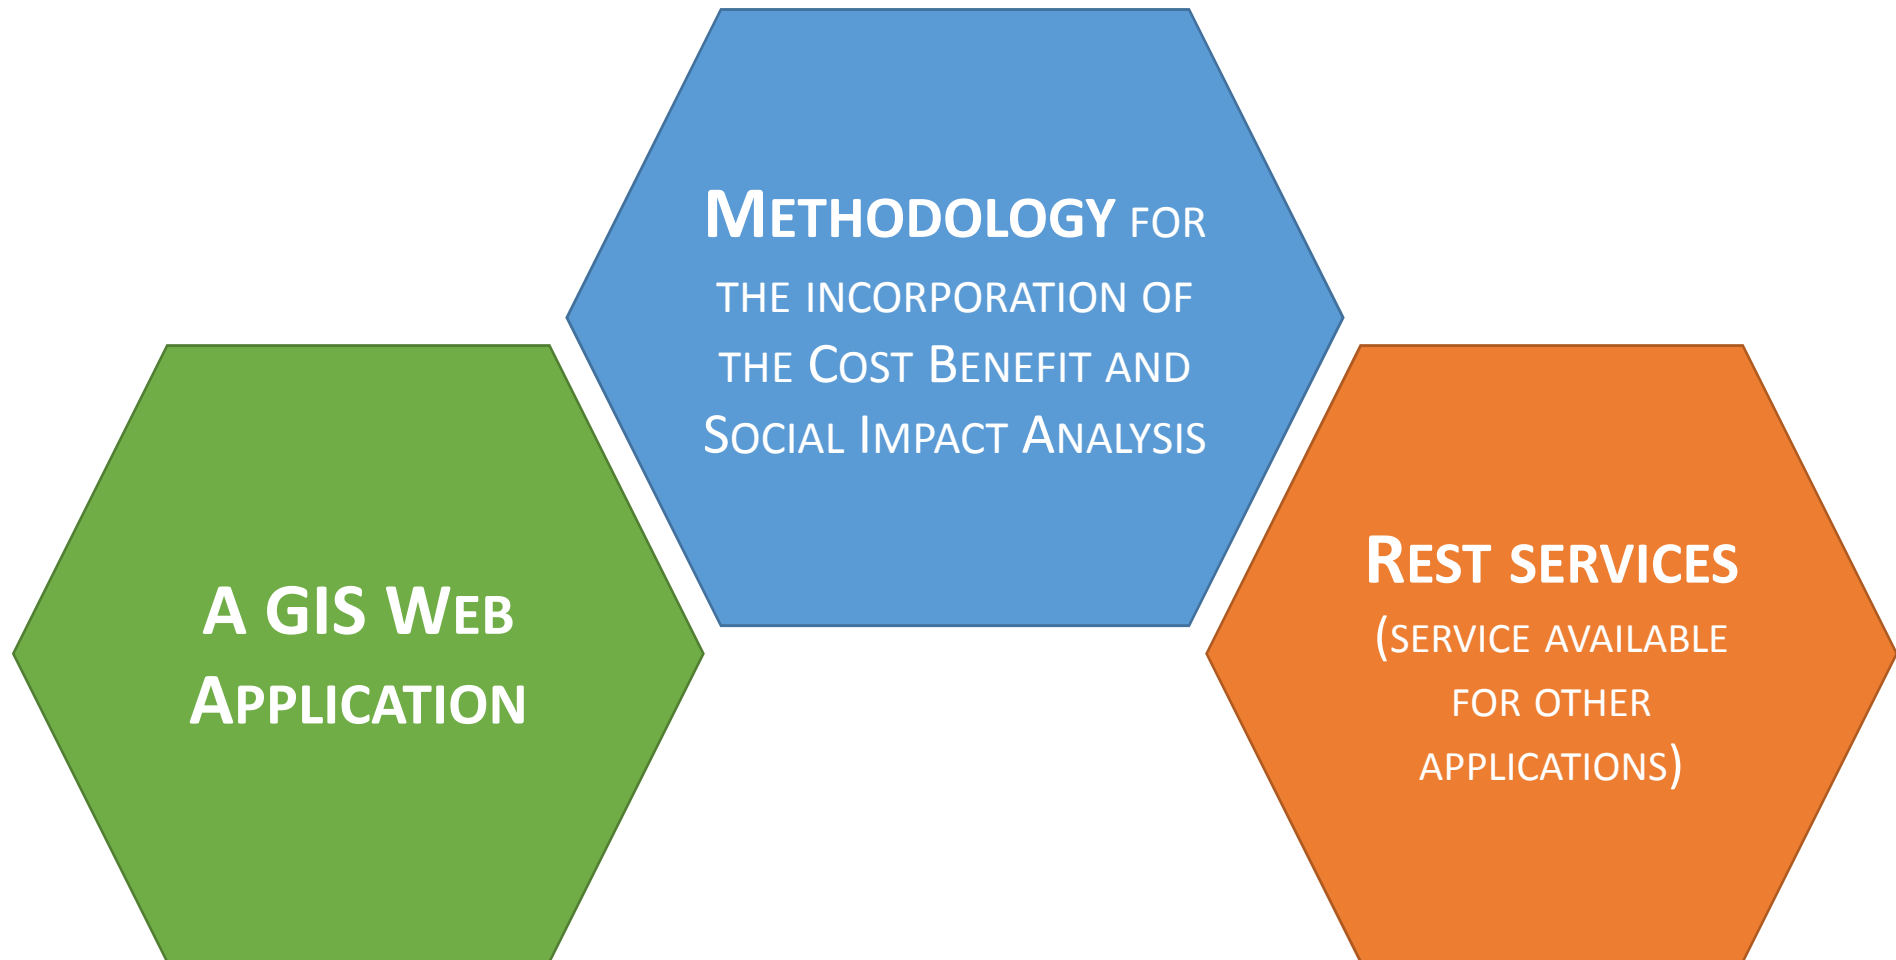 METHODOLOGY FOR
THE INCORPORATION OF
THE COST BENEFIT AND
SOCIAL IMPACT ANALYSIS
A GIS WEB
APPLICATION
REST SERVICES
(SERVICE AVAILABLE
FOR OTHER
APPLICATIONS)